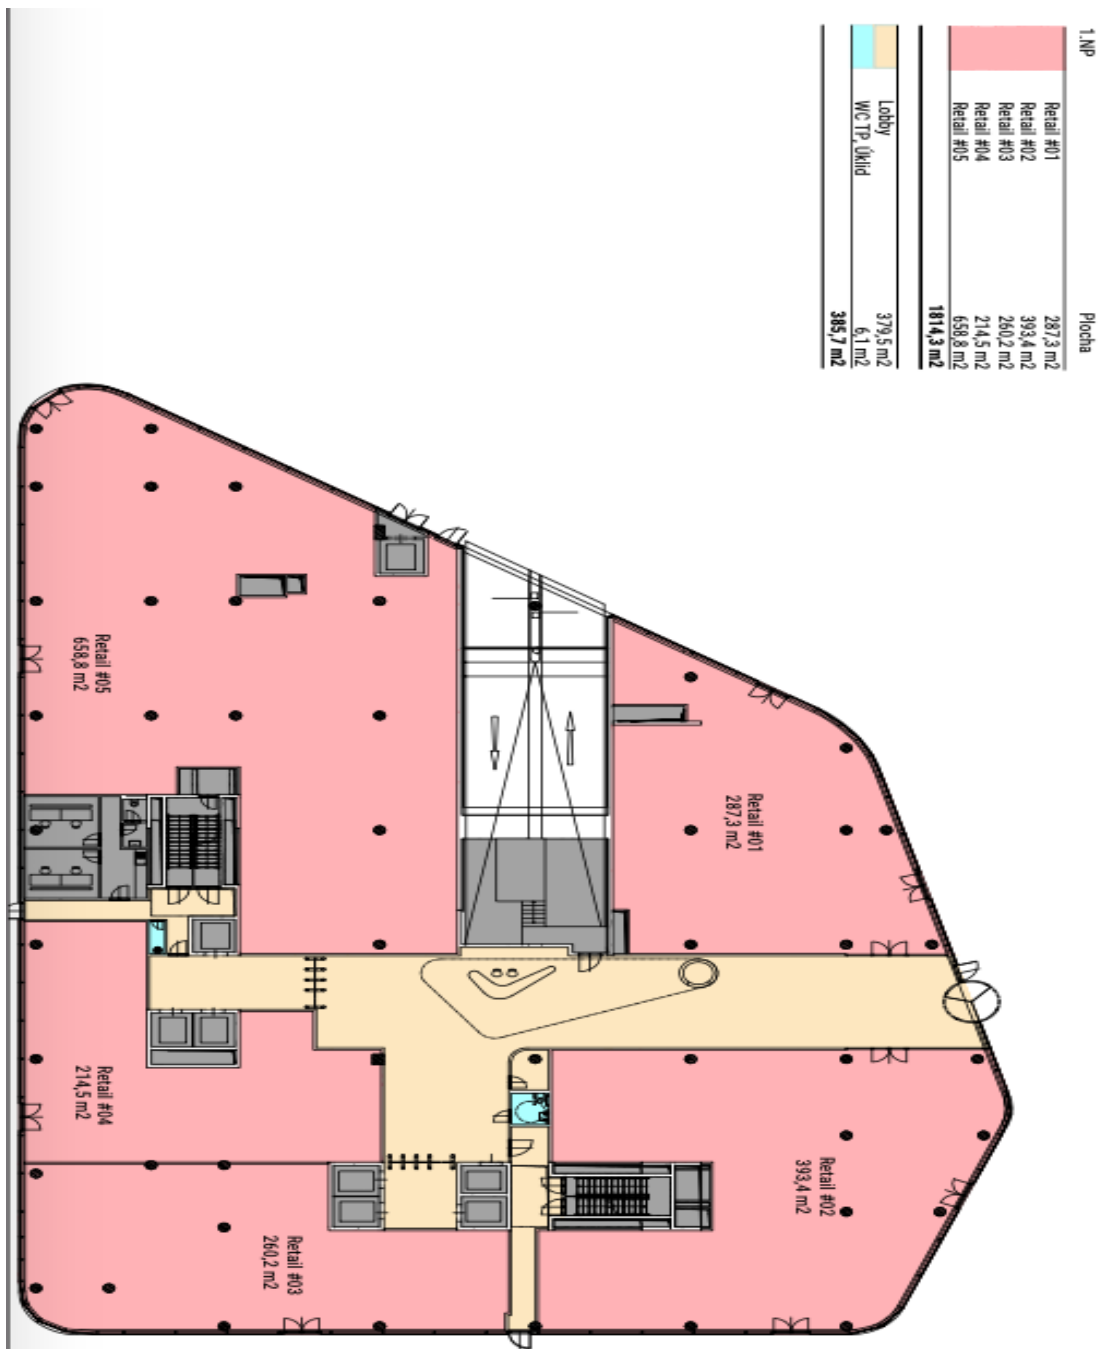 1.NP Plocha
Retail #01 287,3 m2
Retail #02 393,4 m2
Retail #03 260,2 m2
Retail #04 214,5 m2
Retail #05 658,8 m2
1814,3 m2
Lobby 379,5 m2
WC TP, Úklid 6,1 m2
385,7 m2
Retail #01
287,3 m2
Retail #02
393,4 m2
Retail #03
260,2 m2
Retail #04
214,5 m2
Retail #05
658,8 m2